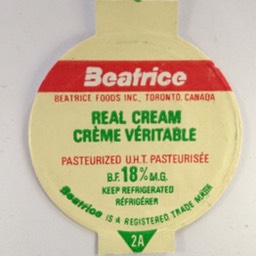 Beatrice
BEATRICE FOODS INC., TORONTO, CANADA
REAL CREAM
CRÈME VÉRITABLE
PASTEURIZED U.H.T. PASTEURISÉE
B.F. 18% M.G.
KEEP REFRIGERATED
RÉFRIGÉRER
Beatrice IS A REGISTERED TRADE MARK
2A